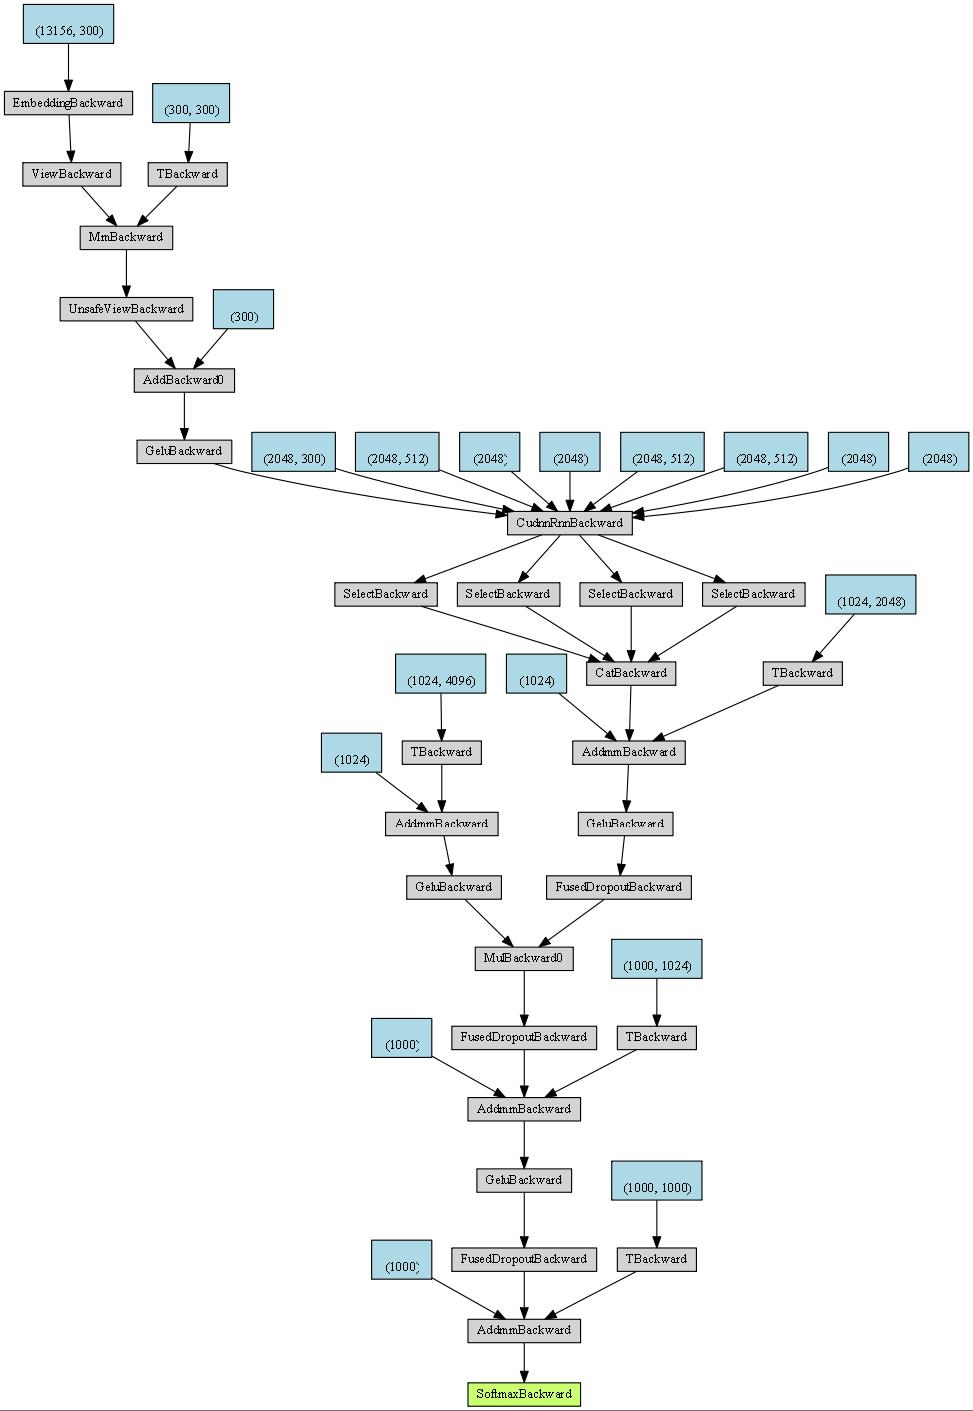 (13156, 300)
EmbeddingBackward
(300, 300)
ViewBackward
TBackward
MmBackward
UnsafeViewBackward
(300)
AddBackward0
GeluBackward
(2048, 300)
(2048, 512)
(2048)
(2048)
(2048, 512)
(2048, 512)
(2048)
(2048)
CudnnRnnBackward
SelectBackward
SelectBackward
SelectBackward
SelectBackward
(1024, 2048)
(1024, 4096)
(1024)
CatBackward
TBackward
(1024)
TBackward
AddmmBackward
AddmmBackward
GeluBackward
GeluBackward
FusedDropoutBackward
MulBackward0
(1000, 1024)
(1000)
FusedDropoutBackward
TBackward
AddmmBackward
GeluBackward
(1000, 1000)
(1000)
FusedDropoutBackward
TBackward
AddmmBackward
SoftmaxBackward